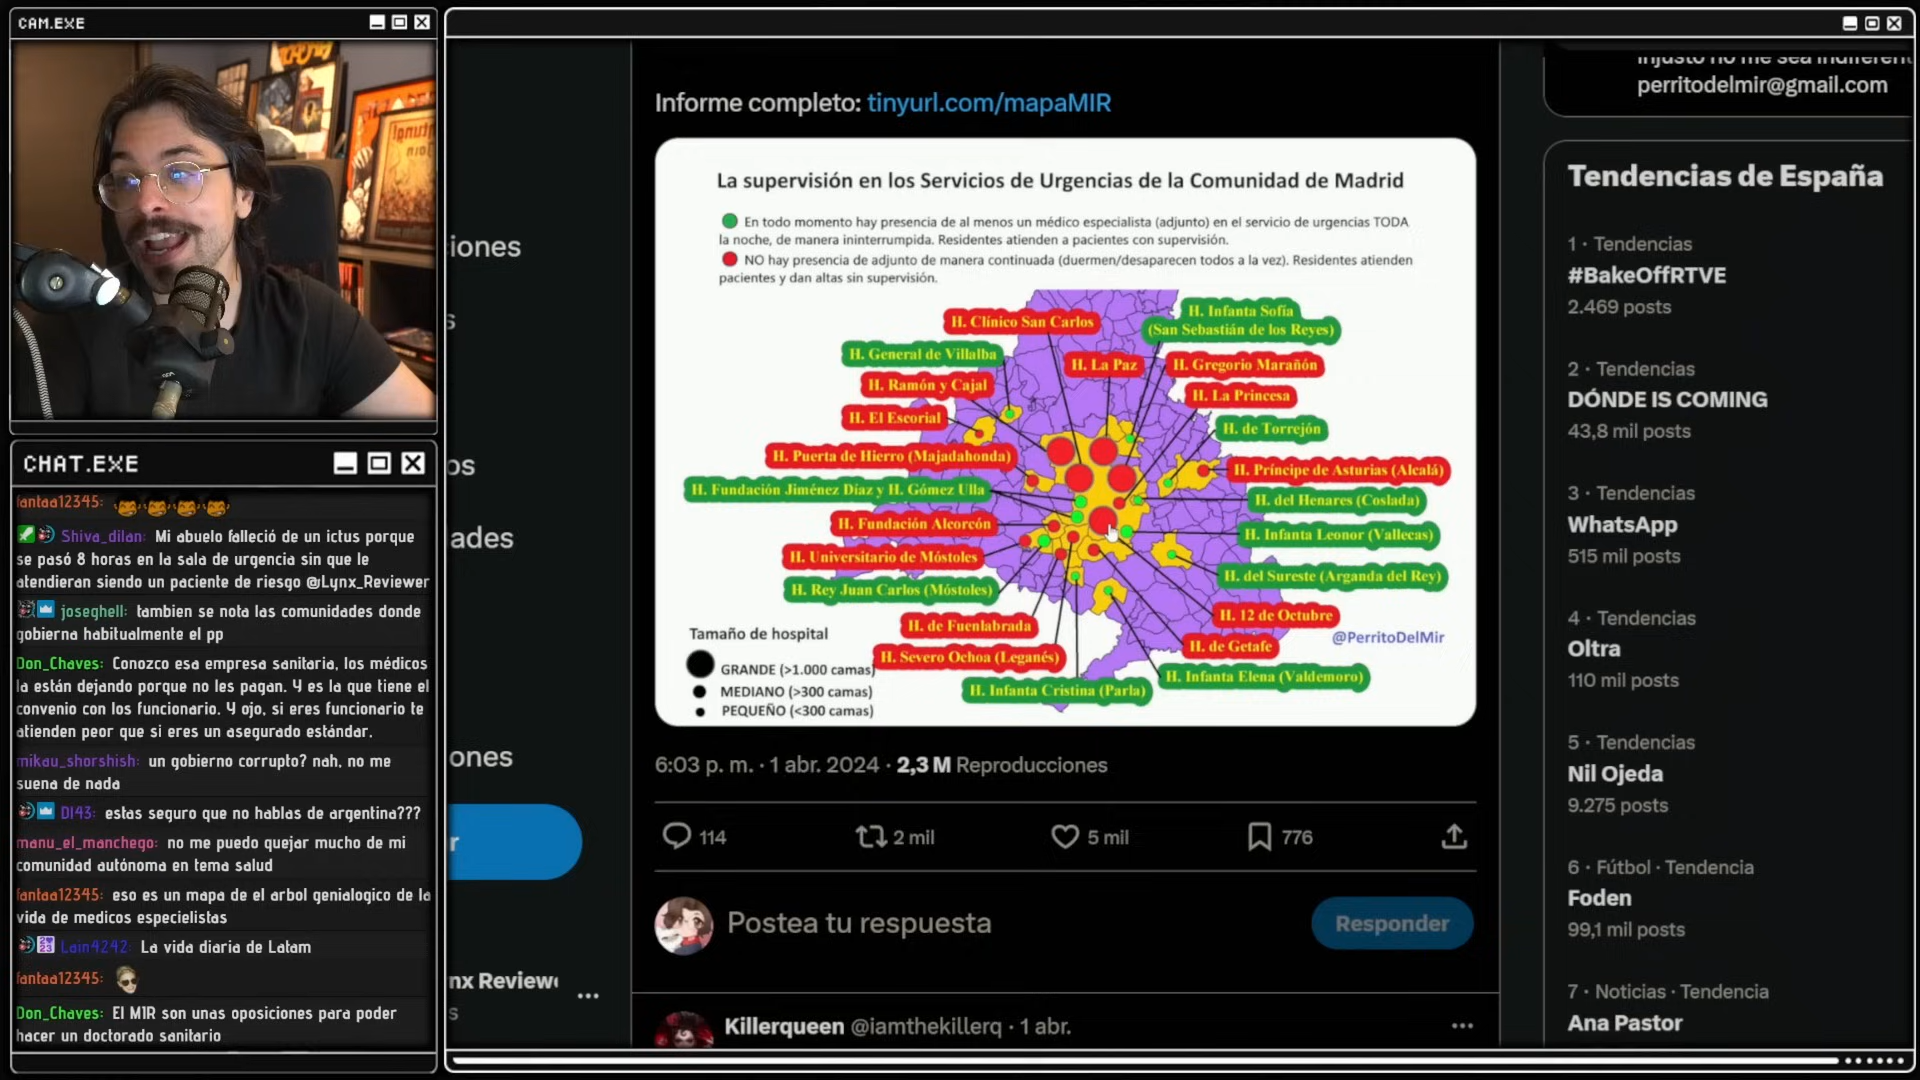 CAM.EXE
CHAT.EXE
fantaa12345:
Shiva_dilan: Mi abuelo falleció de un ictus porque
se pasó 8 horas en la sala de urgencia sin que le
atendieran siendo un paciente de riesgo @Lynx_Reviewer
joseghell: tambien se nota las comunidades donde
gobierna habitualmente el pp
Don_Chaves: Conozco esa empresa sanitaria, los médicos
la están dejando porque no les pagan. Y es la que tiene el
convenio con los funcionario. Y ojo, si eres funcionario te
atienden peor que si eres un asegurado estándar.
mikau_shorshish: un gobierno corrupto? nah, no me
suena de nada
DI43: estas seguro que no hablas de argentina???
manu_el_manchego: no me puedo quejar mucho de mi
comunidad autónoma en tema salud
fantaa12345: eso es un mapa de el arbol genialogico de la
vida de medicos especielistas
Lain4242: La vida diaria de Latam
fantaa12345:
Don_Chaves: El MIR son unas oposiciones para poder
hacer un doctorado sanitario
iones
s
os
ades
ones
r
nx Review
s
Informe completo: tinyurl.com/mapaMIR
La supervisión en los Servicios de Urgencias de la Comunidad de Madrid
En todo momento hay presencia de al menos un médico especialista (adjunto) en el servicio de urgencias TODA
la noche, de manera ininterrumpida. Residentes atienden a pacientes con supervisión.
NO hay presencia de adjunto de manera continuada (duermen/desaparecen todos a la vez). Residentes atienden
pacientes y dan altas sin supervisión.
H. Clínico San Carlos
H. Infanta Sofía
(San Sebastián de los Reyes)
H. General de Villalba
H. La Paz
H. Gregorio Marañón
H. Ramón y Cajal
H. La Princesa
H. El Escorial
H. de Torrejón
H. Puerta de Hierro (Majadahonda)
H. Príncipe de Asturias (Alcalá)
H. Fundación Jiménez Díaz y H. Gómez Ulla
H. del Henares (Coslada)
H. Fundación Alcorcón
H. Infanta Leonor (Vallecas)
H. Universitario de Móstoles
H. del Sureste (Arganda del Rey)
H. Rey Juan Carlos (Móstoles)
H. 12 de Octubre
H. de Fuenlabrada
@PerritoDelMir
H. de Getafe
H. Severo Ochoa (Leganés)
H. Infanta Elena (Valdemoro)
H. Infanta Cristina (Parla)
Tamaño de hospital
GRANDE (>1.000 camas)
MEDIANO (>300 camas)
PEQUEÑO (<300 camas)
6:03 p. m. · 1 abr. 2024 · 2,3 M Reproducciones
114
2 mil
5 mil
776
Postea tu respuesta
Responder
Killerqueen @iamthekillerq · 1 abr.
injusto no me sea indiferent
perritodelmir@gmail.com
Tendencias de España
1 · Tendencias
#BakeOffRTVE
2.469 posts
2 · Tendencias
DÓNDE IS COMING
43,8 mil posts
3 · Tendencias
WhatsApp
515 mil posts
4 · Tendencias
Oltra
110 mil posts
5 · Tendencias
Nil Ojeda
9.275 posts
6 · Fútbol · Tendencia
Foden
99,1 mil posts
7 · Noticias · Tendencia
Ana Pastor